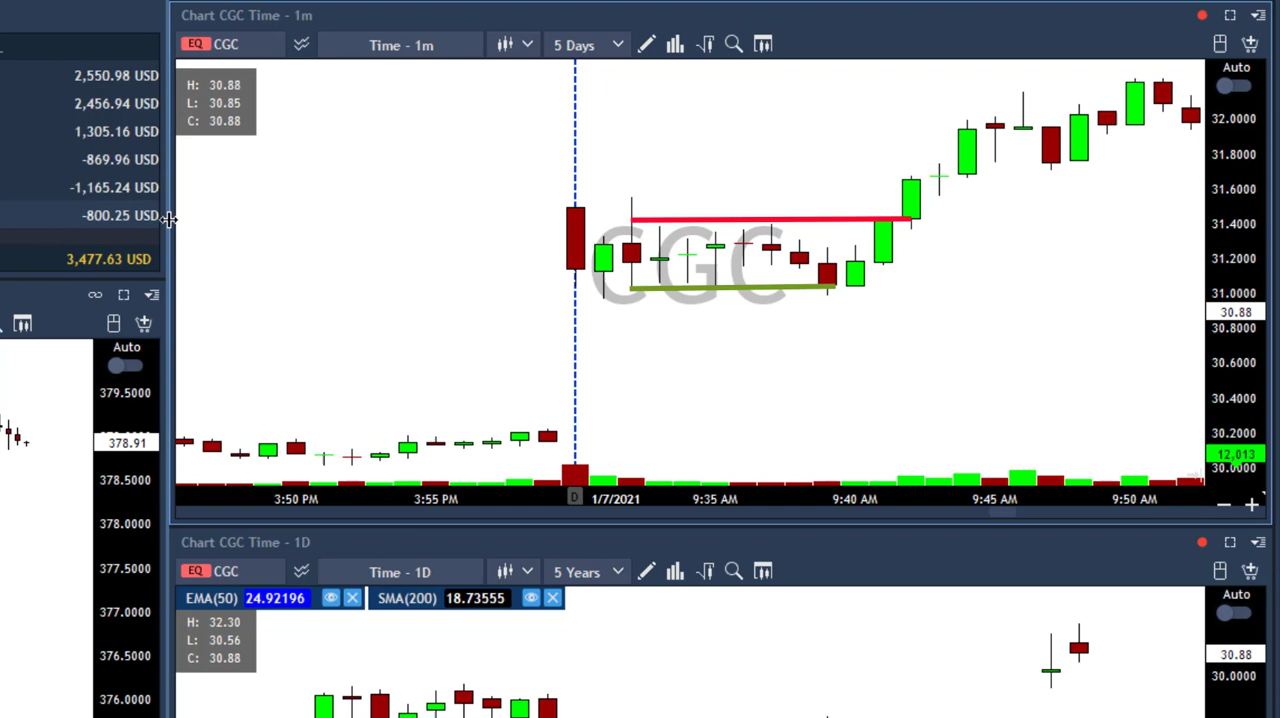 2,550.98 USD
2,456.94 USD
1,305.16 USD
-869.96 USD
-1,165.24 USD
-800.25 USD
3,477.63 USD
Auto
379.5000
378.91
378.5000
378.0000
377.5000
377.0000
376.5000
376.0000
Chart CGC Time - 1m
EQ CGC
Time - 1m
5 Days
H: 30.88
L: 30.85
C: 30.88
CGC
Auto
32.0000
31.8000
31.6000
31.4000
31.2000
31.0000
30.88
30.8000
30.6000
30.4000
30.2000
12,013
30.0000
3:50 PM
3:55 PM
D
1/7/2021
9:35 AM
9:40 AM
9:45 AM
9:50 AM
Chart CGC Time - 1D
EQ CGC
Time - 1D
5 Years
EMA(50) 24.92196
SMA(200) 18.73555
H: 32.30
L: 30.56
C: 30.88
Auto
30.88
30.0000